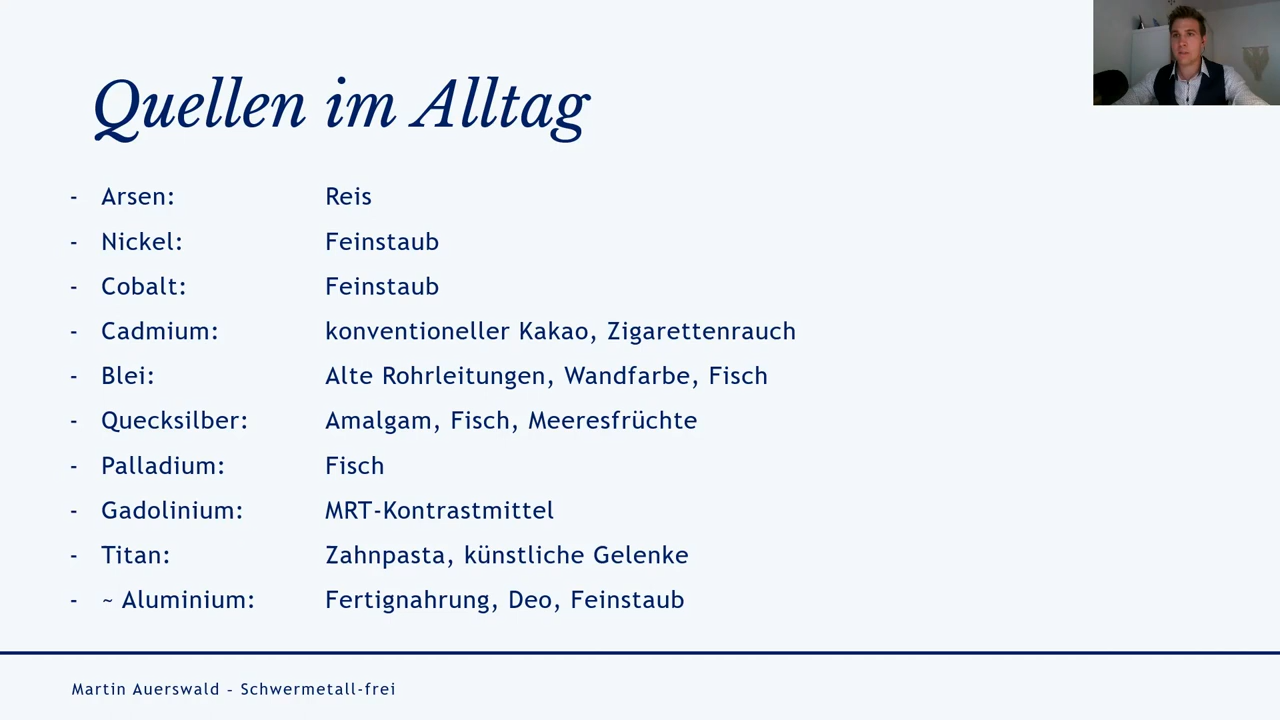 Quellen im Alltag
- Arsen: Reis
- Nickel: Feinstaub
- Cobalt: Feinstaub
- Cadmium: konventioneller Kakao, Zigarettenrauch
- Blei: Alte Rohrleitungen, Wandfarbe, Fisch
- Quecksilber: Amalgam, Fisch, Meeresfrüchte
- Palladium: Fisch
- Gadolinium: MRT-Kontrastmittel
- Titan: Zahnpasta, künstliche Gelenke
- ~ Aluminium: Fertignahrung, Deo, Feinstaub
Martin Auerswald - Schwermetall-frei